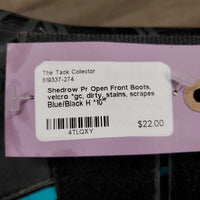 The Tack Collector
619337-274
Shedrow Pr Open Front Boots,
velcro *gc, dirty, stains, scrapes
Blue/Black H *10"
4TLQXY
$22.00